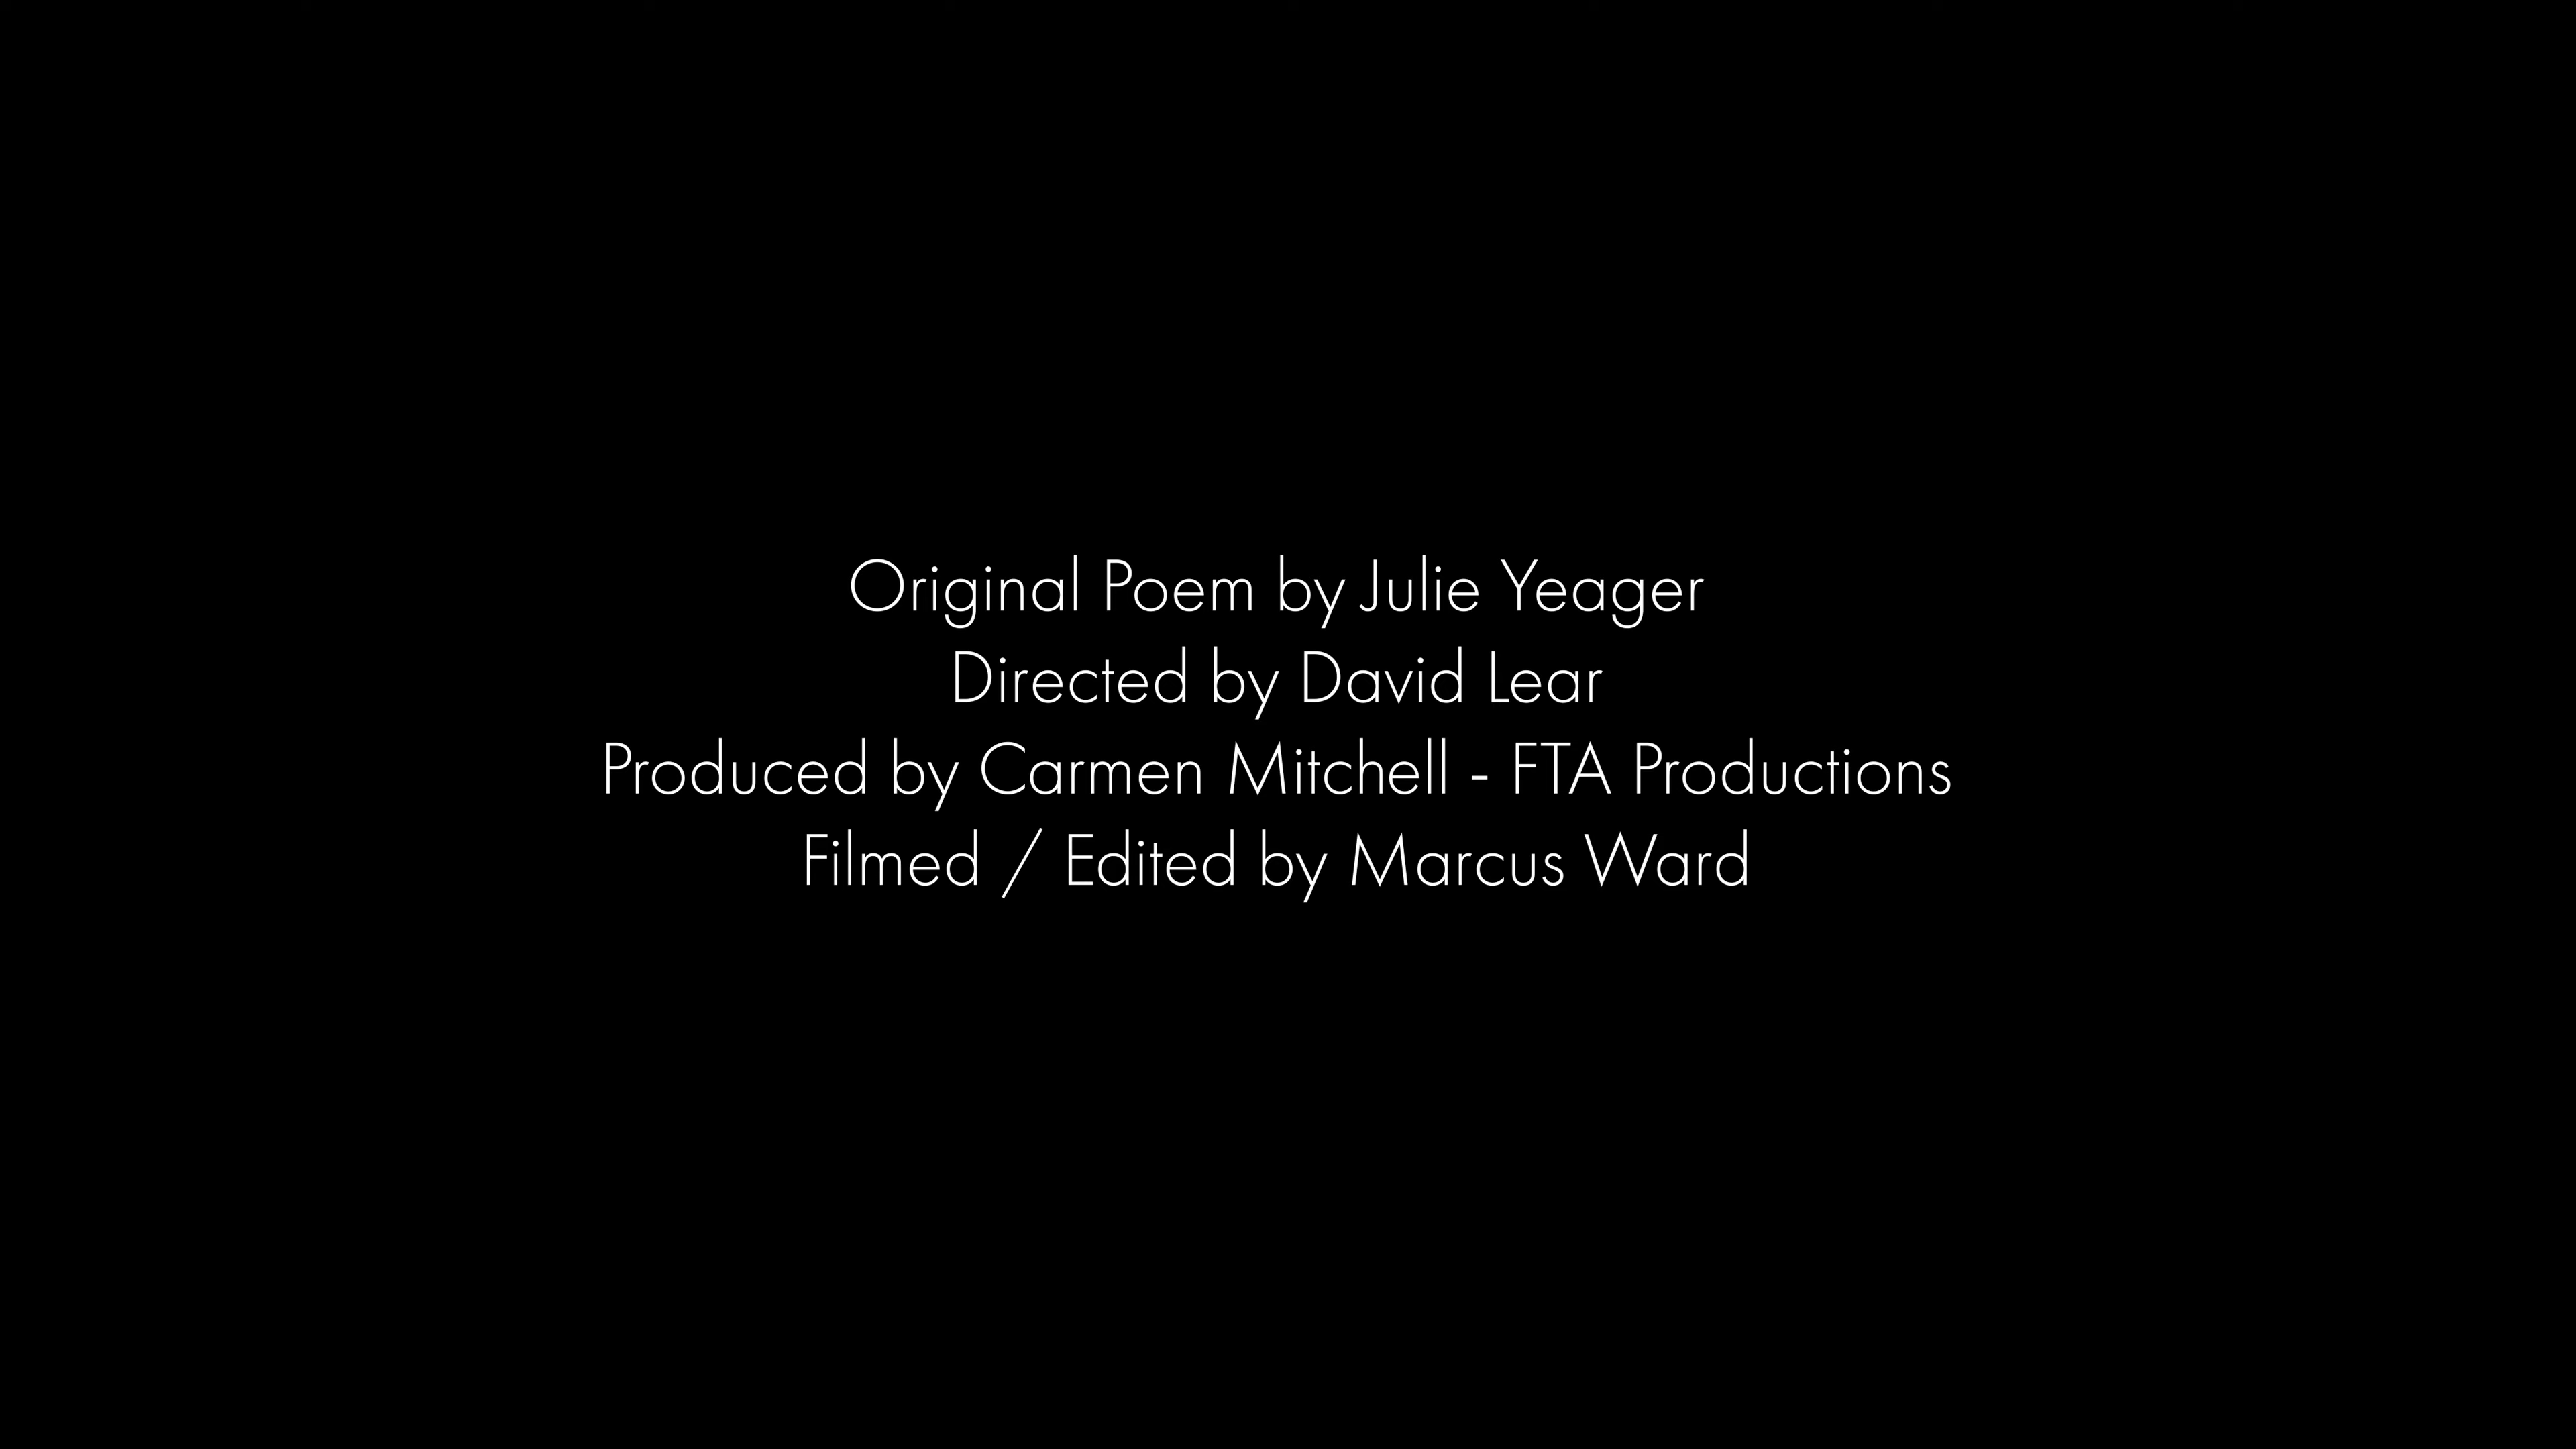 Original Poem by Julie Yeager
Directed by David Lear
Produced by Carmen Mitchell - FTA Productions
Filmed / Edited by Marcus Ward